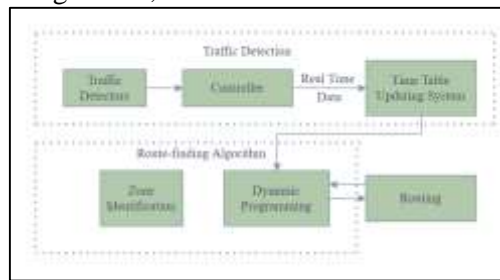 Traffic Detection
Traffic
Detectors
Controller
Real Time
Data
Time Table
Updating System
Route-finding Algorithm
Zone
Identification
Dynamic
Programming
Routing